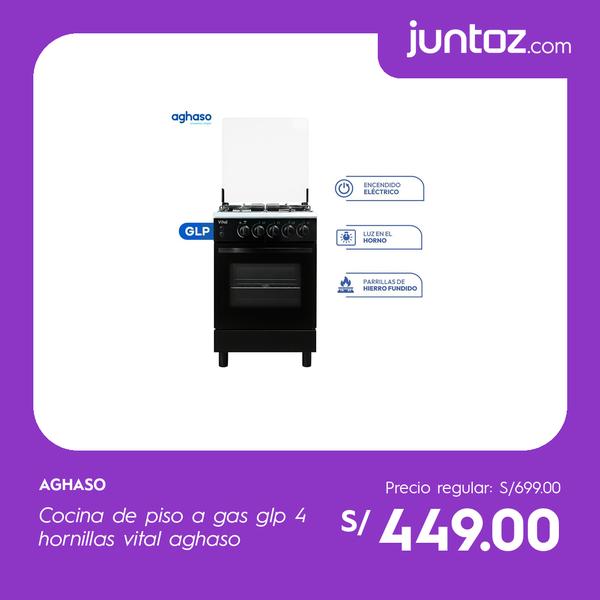 juntoz.com
aghaso
ENCENDIDO
ELÉCTRICO
GLP
Vital
LUZ EN EL
HORNO
PARRILLAS DE
HIERRO FUNDIDO
AGHASO
Cocina de piso a gas glp 4
hornillas vital aghaso
Precio regular: S/699.00
S/ 449.00